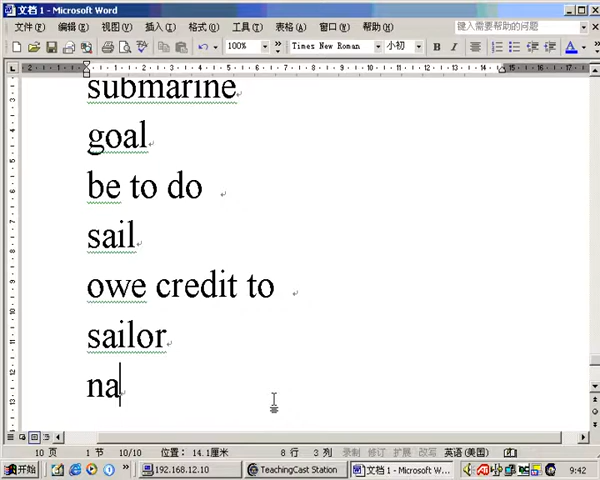 文档 1 - Microsoft Word
文件(F) 编辑(E) 视图(V) 插入(I) 格式(O) 工具(T) 表格(A) 窗口(W) 帮助(H) 键入需要帮助的问题
100% Times New Roman 小初 B I U A
submarine
goal
be to do
sail
owe credit to
sailor
na
10 页 1 节 10/10 位置: 14.1厘米 8 行 3 列 录制 修订 扩展 改写 英语(美国)
开始 192.168.12.10 TeachingCast Station 文档 1 - Microsoft W... 9:42